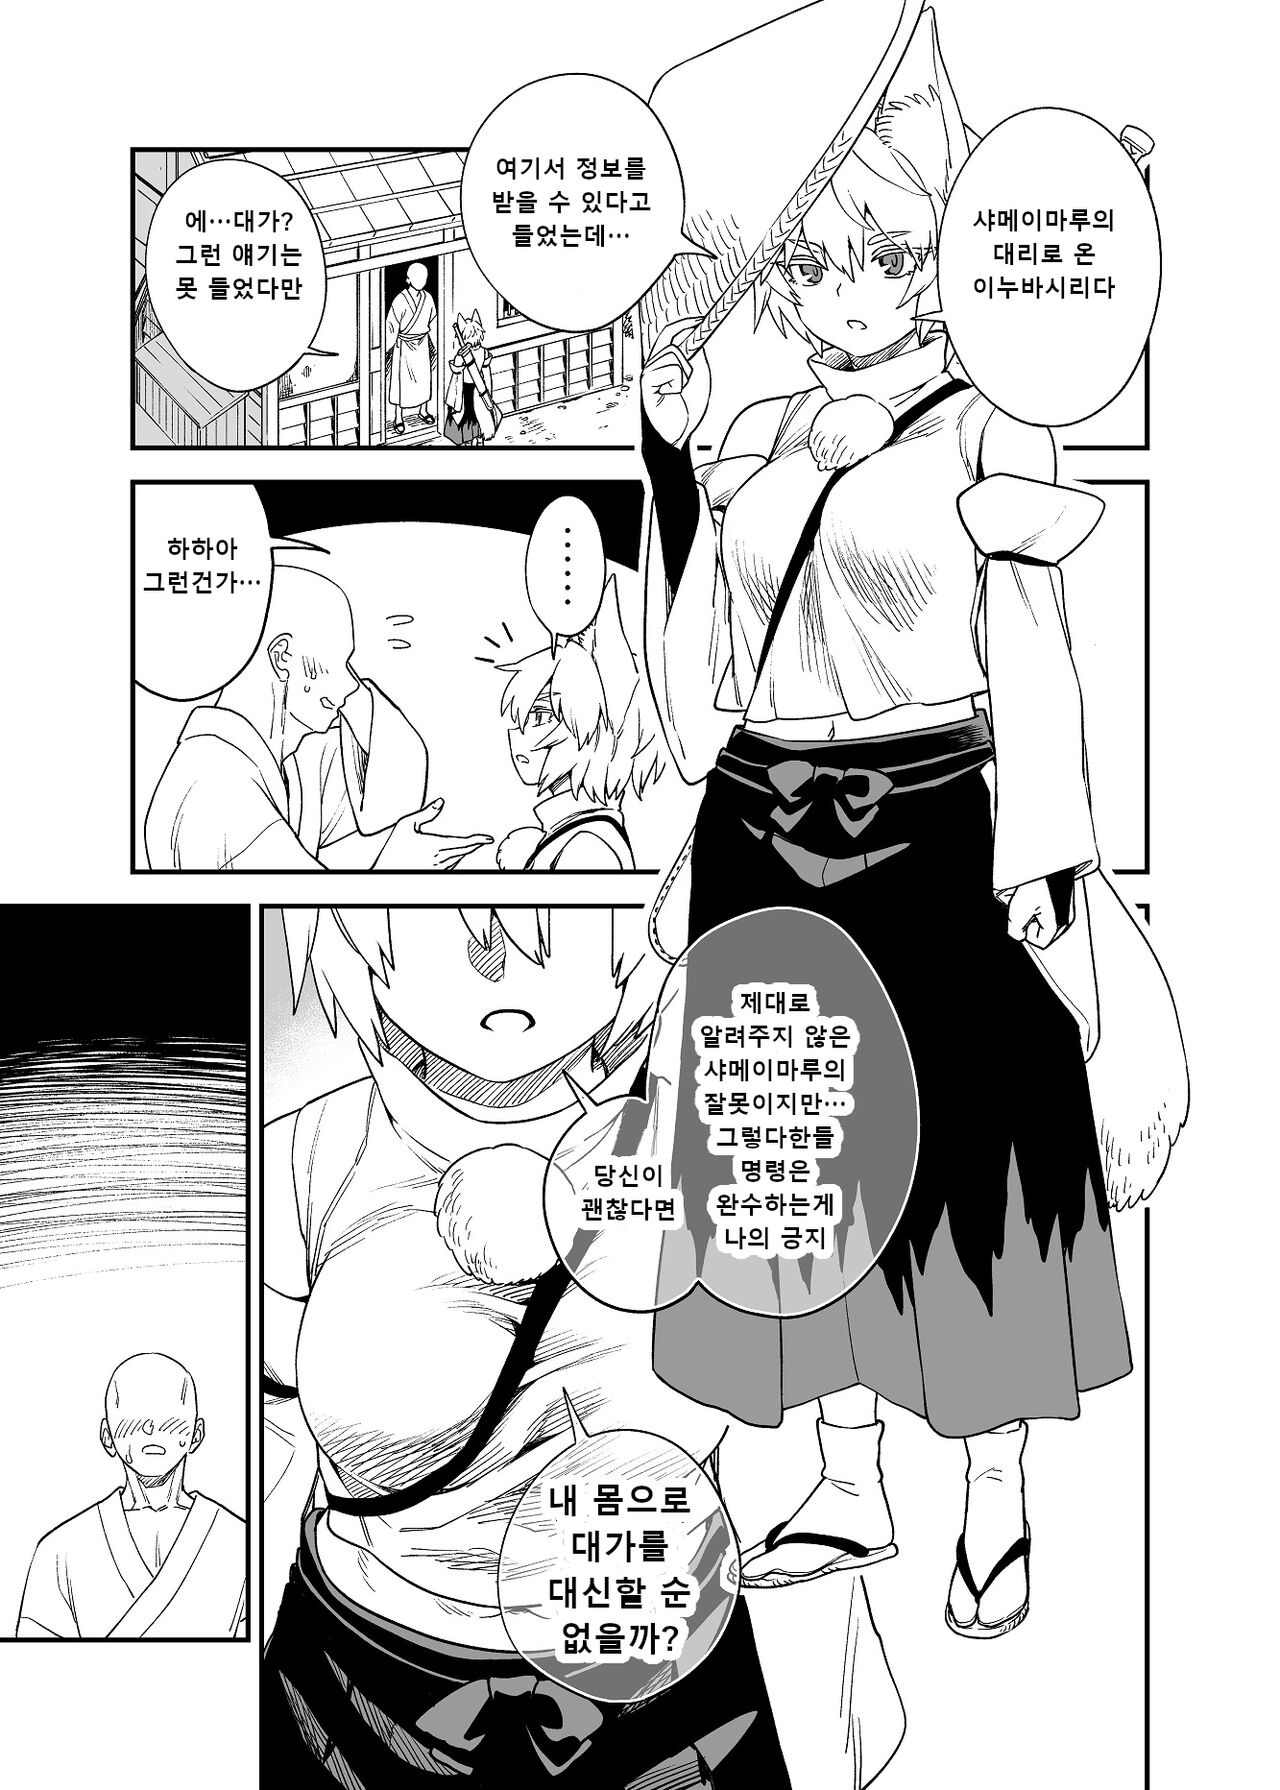 샤메이마루의
대리로 온
이누바시리다
여기서 정보를
받을 수 있다고
들었는데…
에…대가?
그런 얘기는
못 들었다만
하하아
그런건가…
……
제대로
알려주지 않은
샤메이마루의
잘못이지만…
그렇다한들
명령은
완수하는게
나의 긍지
당신이
괜찮다면
내 몸으로
대가를
대신할 순
없을까?